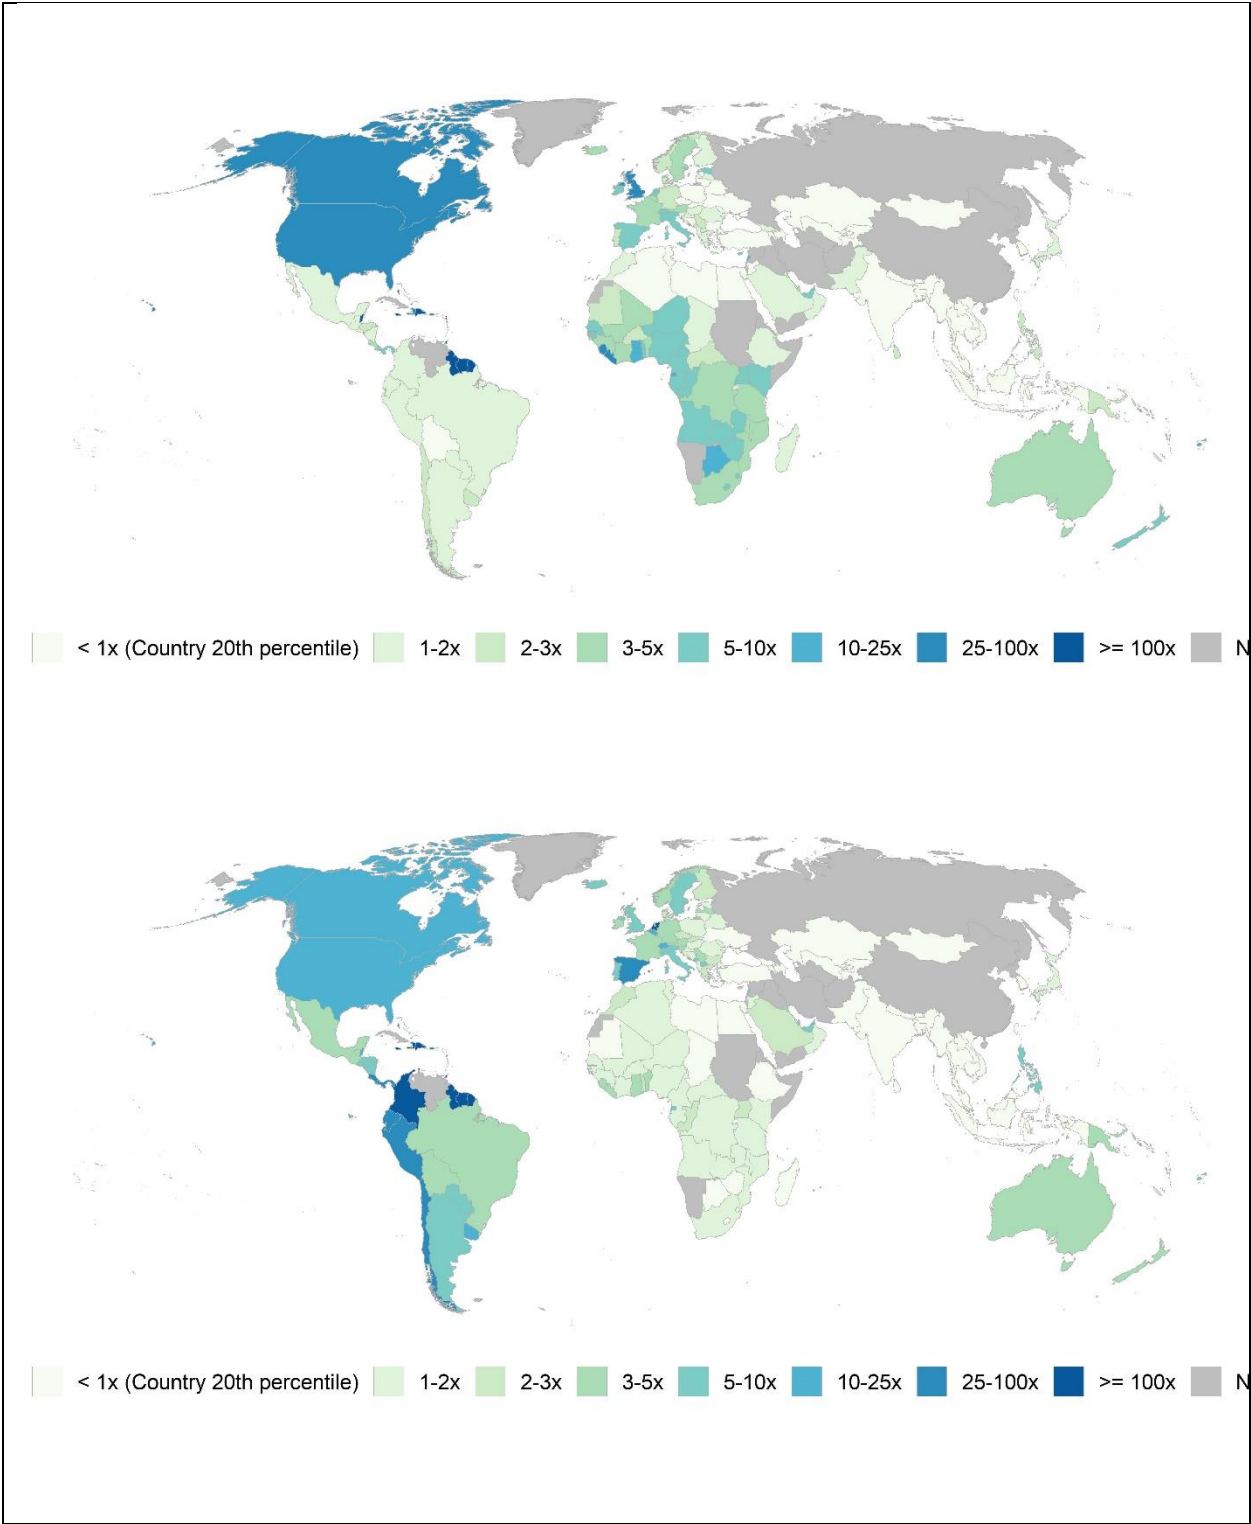 < 1x (Country 20th percentile) 1-2x 2-3x 3-5x 5-10x 10-25x 25-100x >= 100x N
< 1x (Country 20th percentile) 1-2x 2-3x 3-5x 5-10x 10-25x 25-100x >= 100x N